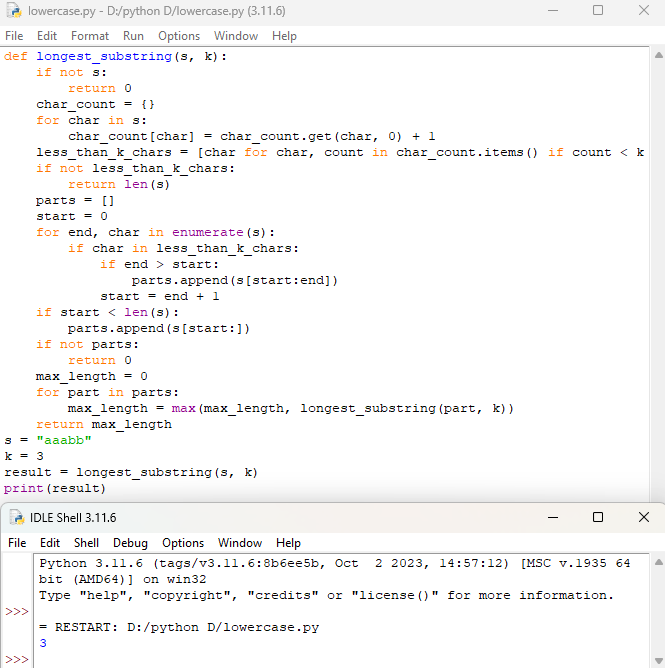 lowercase.py - D:/python D/lowercase.py (3.11.6)
File Edit Format Run Options Window Help
def longest_substring(s, k):
    if not s:
        return 0
    char_count = {}
    for char in s:
        char_count[char] = char_count.get(char, 0) + 1
    less_than_k_chars = [char for char, count in char_count.items() if count < k
    if not less_than_k_chars:
        return len(s)
    parts = []
    start = 0
    for end, char in enumerate(s):
        if char in less_than_k_chars:
            if end > start:
                parts.append(s[start:end])
            start = end + 1
    if start < len(s):
        parts.append(s[start:])
    if not parts:
        return 0
    max_length = 0
    for part in parts:
        max_length = max(max_length, longest_substring(part, k))
    return max_length
s = "aaabb"
k = 3
result = longest_substring(s, k)
print(result)
IDLE Shell 3.11.6
File Edit Shell Debug Options Window Help
Python 3.11.6 (tags/v3.11.6:8b6ee5b, Oct  2 2023, 14:57:12) [MSC v.1935 64
bit (AMD64)] on win32
Type "help", "copyright", "credits" or "license()" for more information.
>>>
= RESTART: D:/python D/lowercase.py
3
>>>